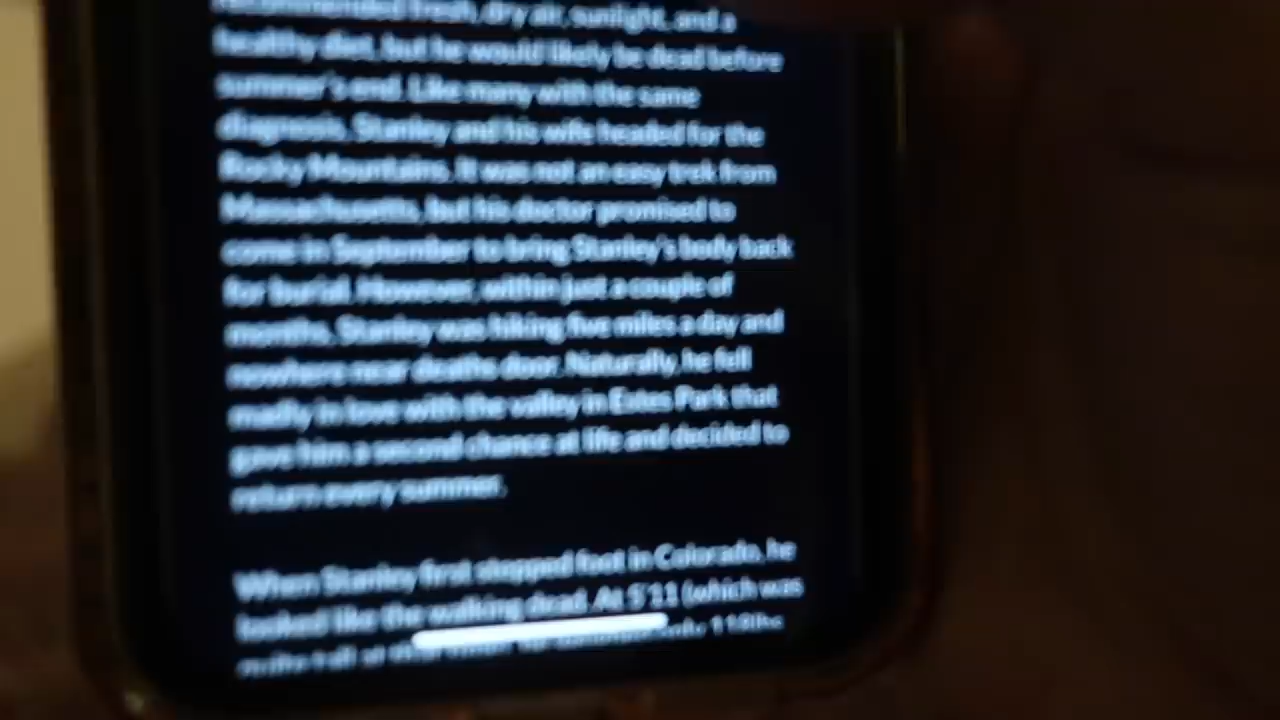 recommended fresh, dry air, sunlight, and a
healthy diet, but he would likely be dead before
summer's end. Like many with the same
diagnosis, Stanley and his wife headed for the
Rocky Mountains. It was not an easy trek from
Massachusetts, but his doctor promised to
come in September to bring Stanley's body back
for burial. However, within just a couple of
months, Stanley was hiking five miles a day and
nowhere near deaths door. Naturally, he fell
madly in love with the valley in Estes Park that
gave him a second chance at life and decided to
return every summer.
When Stanley first stepped foot in Colorado, he
looked like the walking dead. At 5'11 (which was
quite tall at only 118lbs